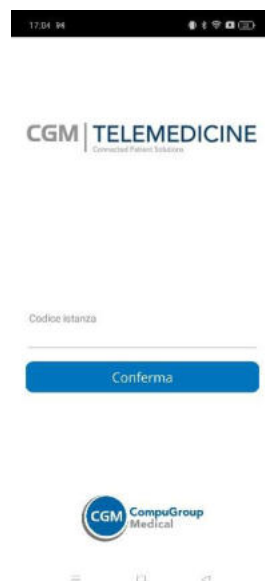 17,04
CGM TELEMEDICINE
Connected Patient Solutions
Codice istanza
Conferma
CGM CompuGroup
Medical